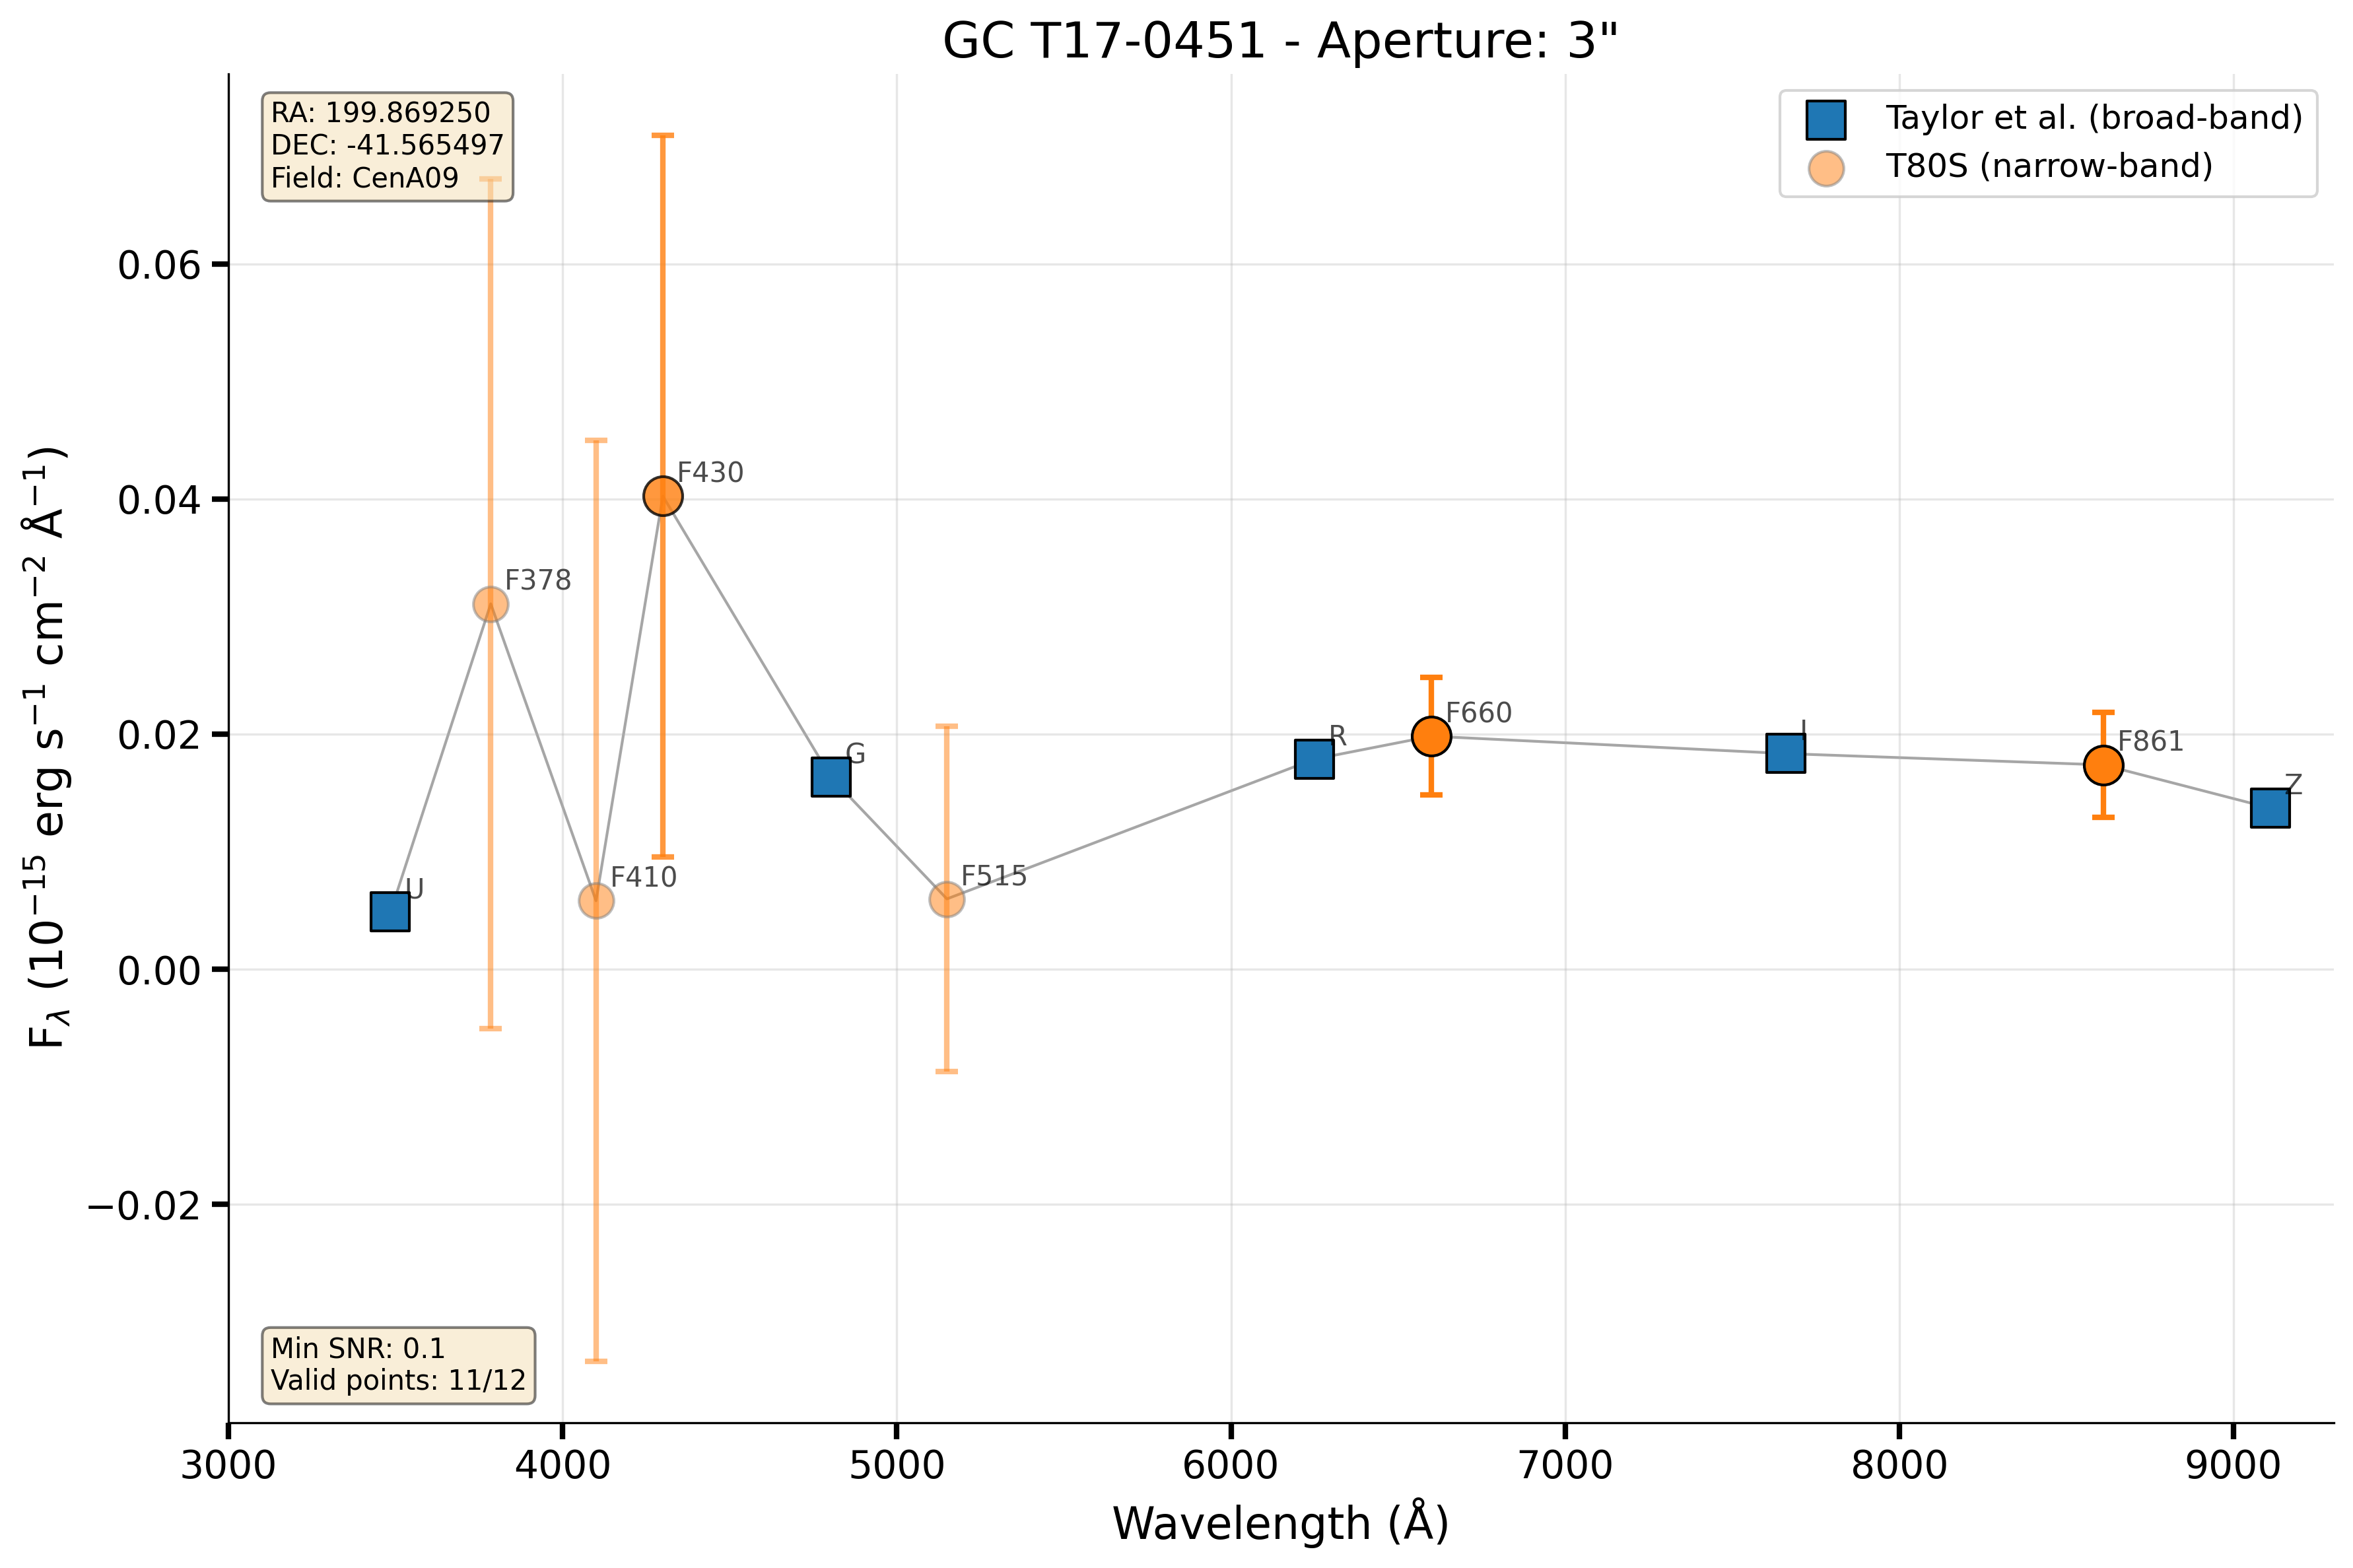 GC T17-0451 - Aperture: 3"
RA: 199.869250
DEC: -41.565497
Field: CenA09
Taylor et al. (broad-band)
T80S (narrow-band)
F_λ (10⁻¹⁵ erg s⁻¹ cm⁻² Å⁻¹)
0.06
0.04
0.02
0.00
−0.02
U
F378
F410
F430
G
F515
R
F660
I
F861
Z
Min SNR: 0.1
Valid points: 11/12
3000 4000 5000 6000 7000 8000 9000
Wavelength (Å)